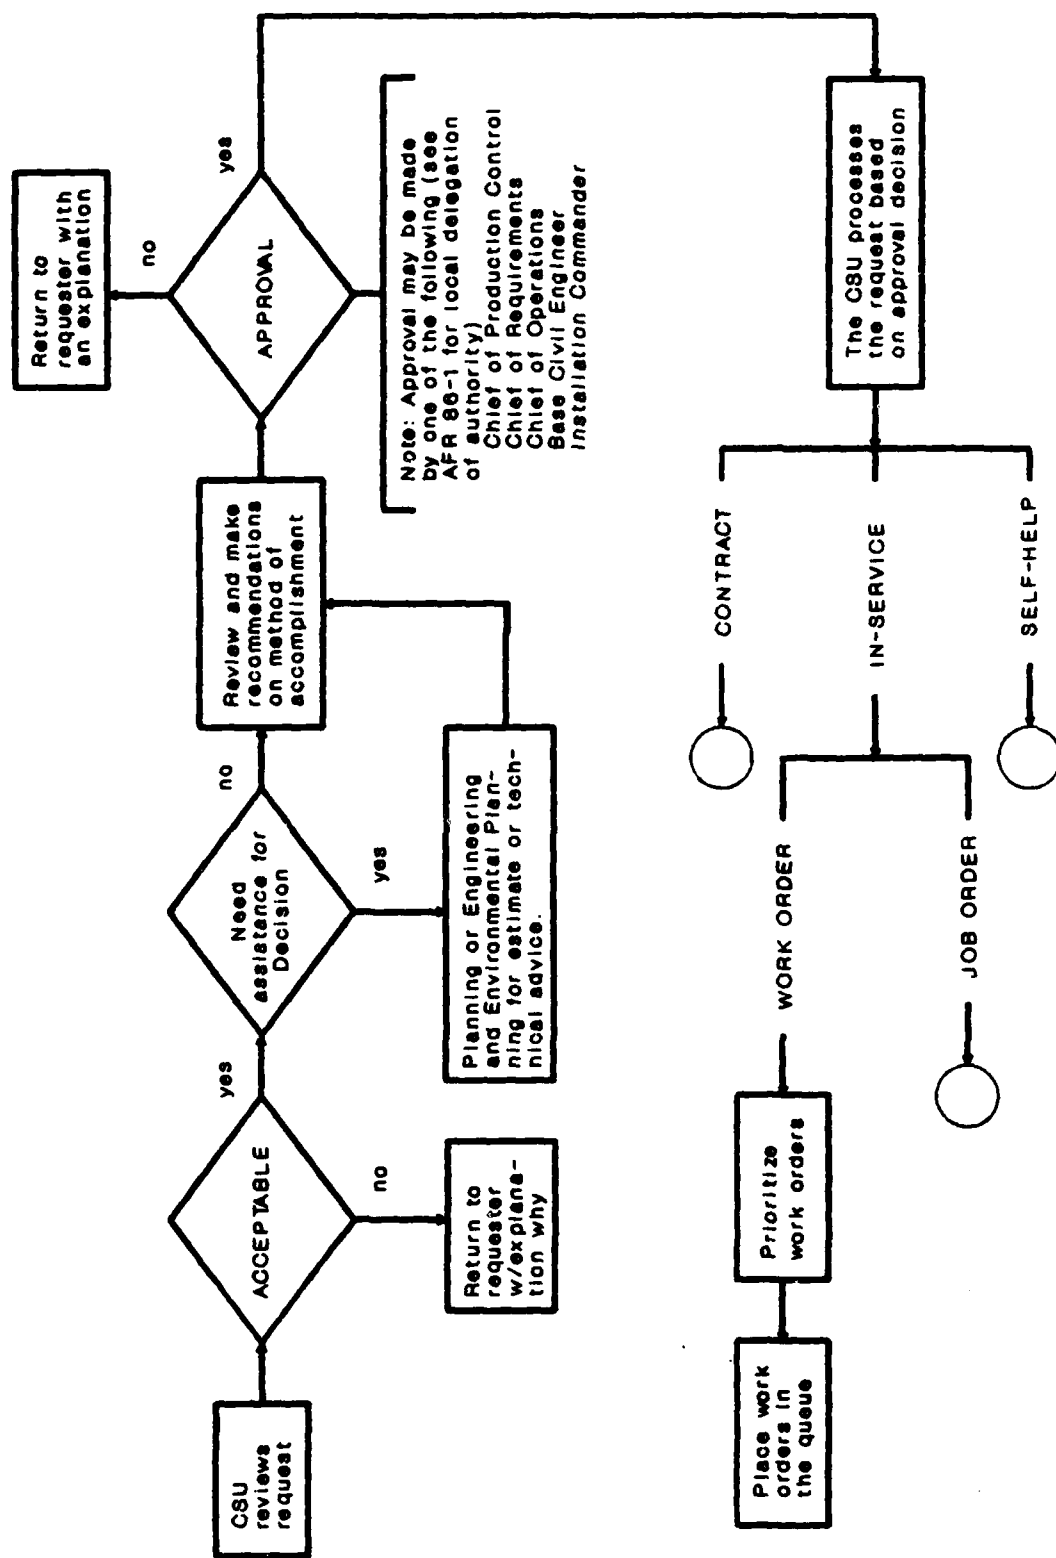 CSU
reviews
request
ACCEPTABLE
yes
no
Return to
requester
w/explana-
tion why
Need
assistance for
Decision
no
yes
Planning or Engineering
and Environmental Plan-
ning for estimate or tech-
nical advice.
Review and make
recommendations
on method of
accomplishment
APPROVAL
no
yes
Return to
requester with
an explanation
Note: Approval may be made
by one of the following (see
AFR 86-1 for local delegation
of authority)
Chief of Production Control
Chief of Requirements
Chief of Operations
Base Civil Engineer
Installation Commander
The CSU processes
the request based
on approval decision
CONTRACT
IN-SERVICE
SELF-HELP
WORK ORDER
JOB ORDER
Prioritize
work orders
Place work
orders in
the queue